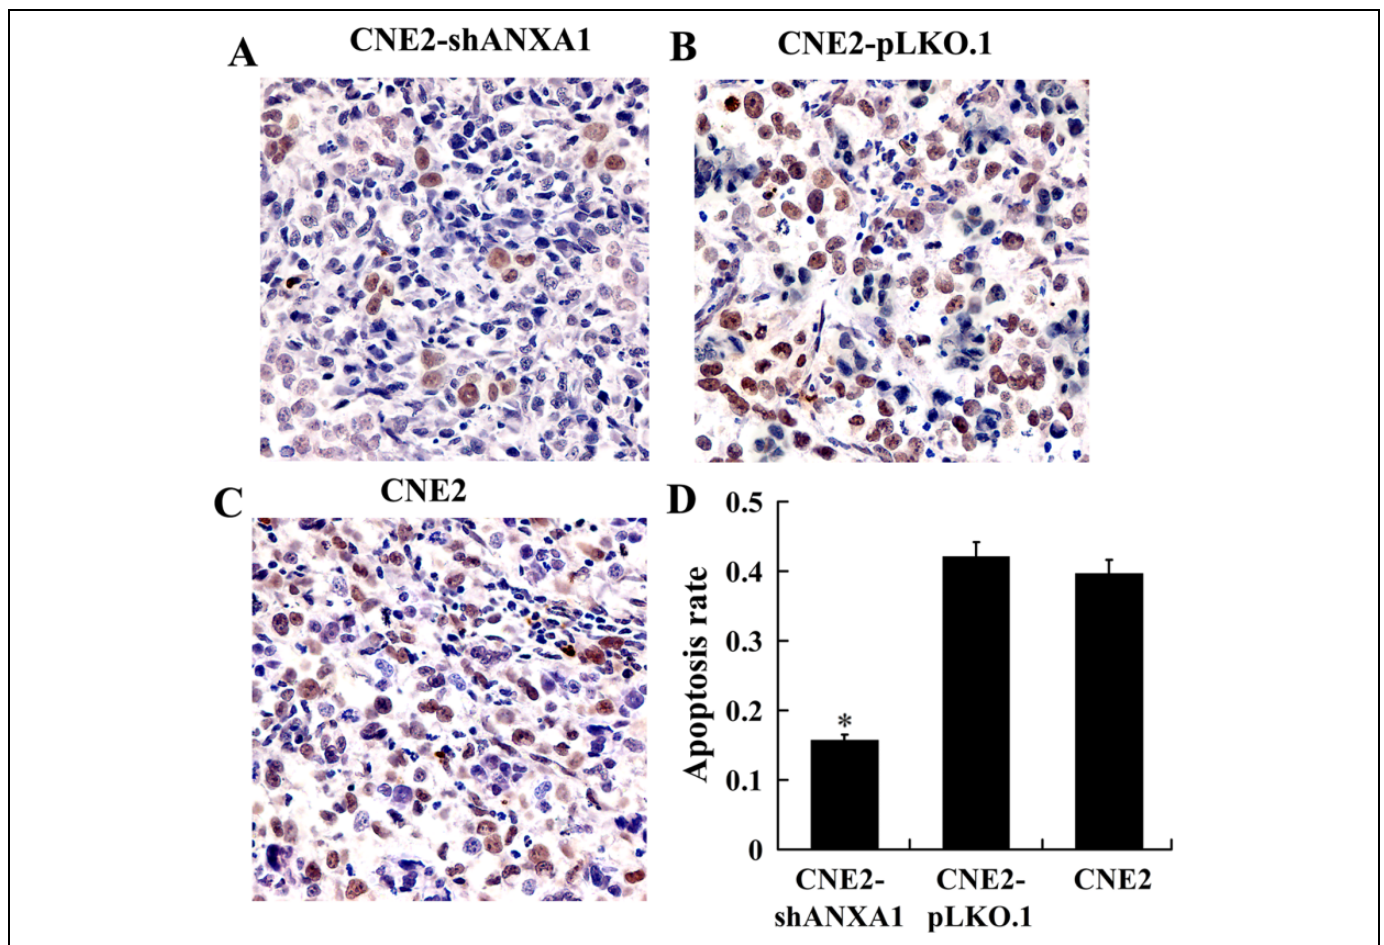 A
CNE2-shANXA1
B
CNE2-pLKO.1
C
CNE2
D
Apoptosis rate
0.5
0.4
0.3
0.2
0.1
0
*
CNE2-
shANXA1
CNE2-
pLKO.1
CNE2